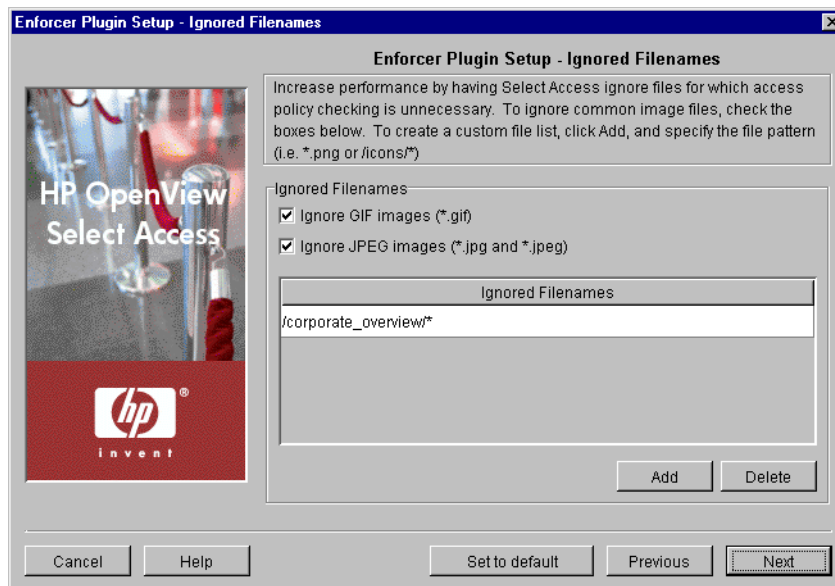 Enforcer Plugin Setup - Ignored Filenames
Enforcer Plugin Setup - Ignored Filenames
Increase performance by having Select Access ignore files for which access
policy checking is unnecessary. To ignore common image files, check the
boxes below. To create a custom file list, click Add, and specify the file pattern
(i.e. *.png or /icons/*)
HP OpenView
Select Access
hp
®
invent
Ignored Filenames
Ignore GIF images (*.gif)
Ignore JPEG images (*.jpg and *.jpeg)
Ignored Filenames
/corporate_overview/*
Add
Delete
Cancel
Help
Set to default
Previous
Next